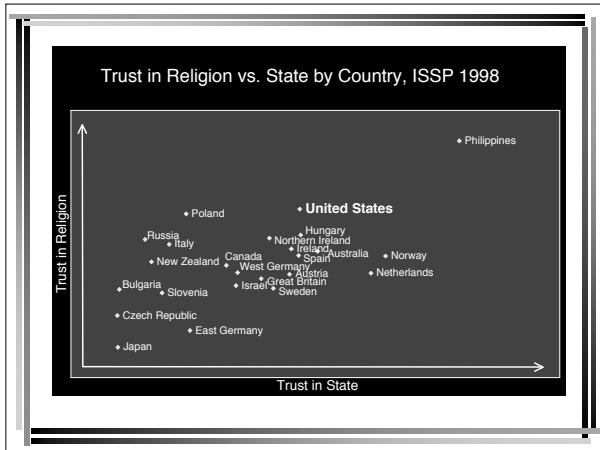 Trust in Religion vs. State by Country, ISSP 1998
Trust in Religion
Philippines
United States
Poland
Hungary
Russia
Northern Ireland
Italy
Ireland
Australia
Canada
Spain
Norway
New Zealand
West Germany
Netherlands
Austria
Great Britain
Bulgaria
Israel
Sweden
Slovenia
Czech Republic
East Germany
Japan
Trust in State